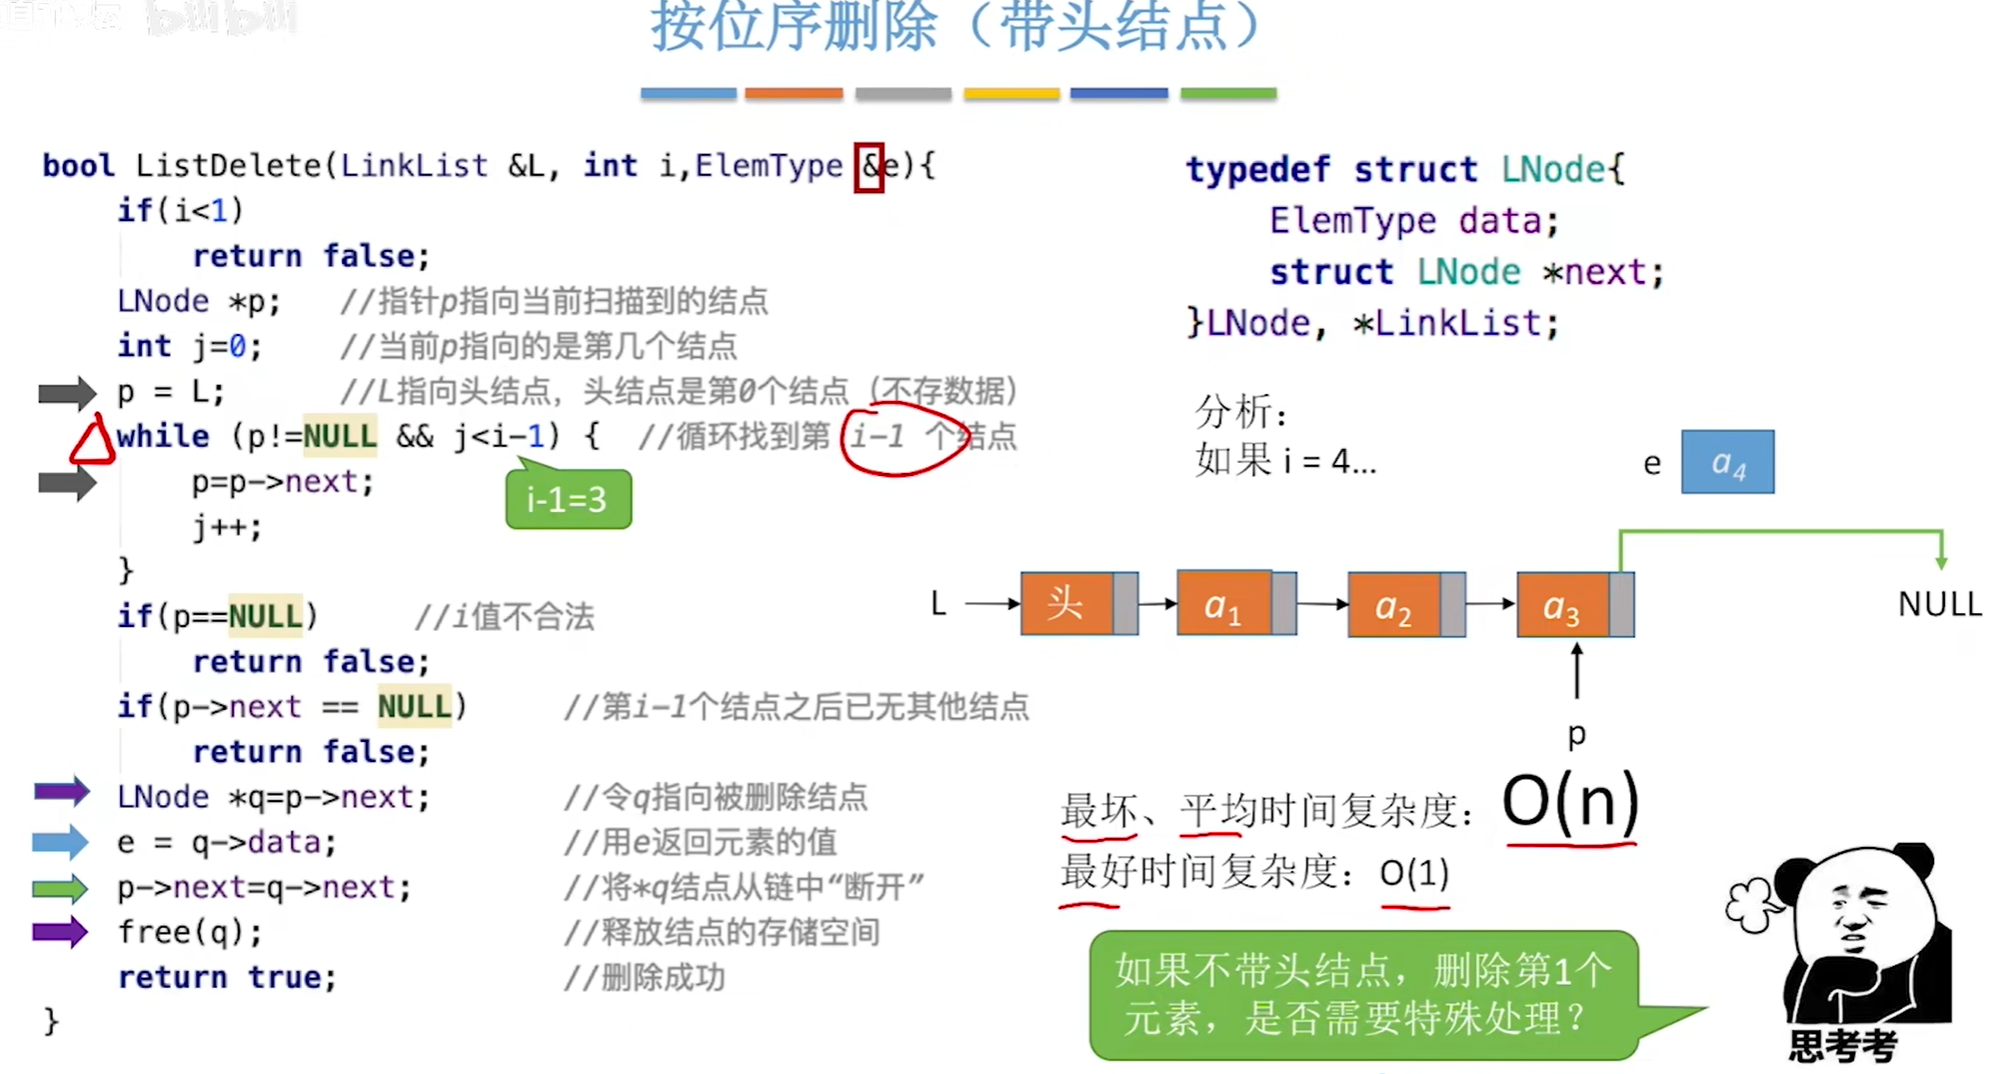 bilibili
按位序删除（带头结点）
bool ListDelete(LinkList &L, int i,ElemType &e){
if(i<1)
return false;
LNode *p; //指针p指向当前扫描到的结点
int j=0; //当前p指向的是第几个结点
p = L; //L指向头结点，头结点是第0个结点（不存数据）
while (p!=NULL && j<i-1) { //循环找到第 i-1 个结点
p=p->next;
i-1=3
j++;
}
if(p==NULL) //i值不合法
return false;
if(p->next == NULL) //第i-1个结点之后已无其他结点
return false;
LNode *q=p->next; //令q指向被删除结点
e = q->data; //用e返回元素的值
p->next=q->next; //将*q结点从链中“断开”
free(q); //释放结点的存储空间
return true; //删除成功
}
typedef struct LNode{
ElemType data;
struct LNode *next;
}LNode, *LinkList;
分析：
如果 i = 4…
e a4
L 头 a1 a2 a3 NULL
p
最坏、平均时间复杂度：O(n)
最好时间复杂度：O(1)
如果不带头结点，删除第1个
元素，是否需要特殊处理？
思考考